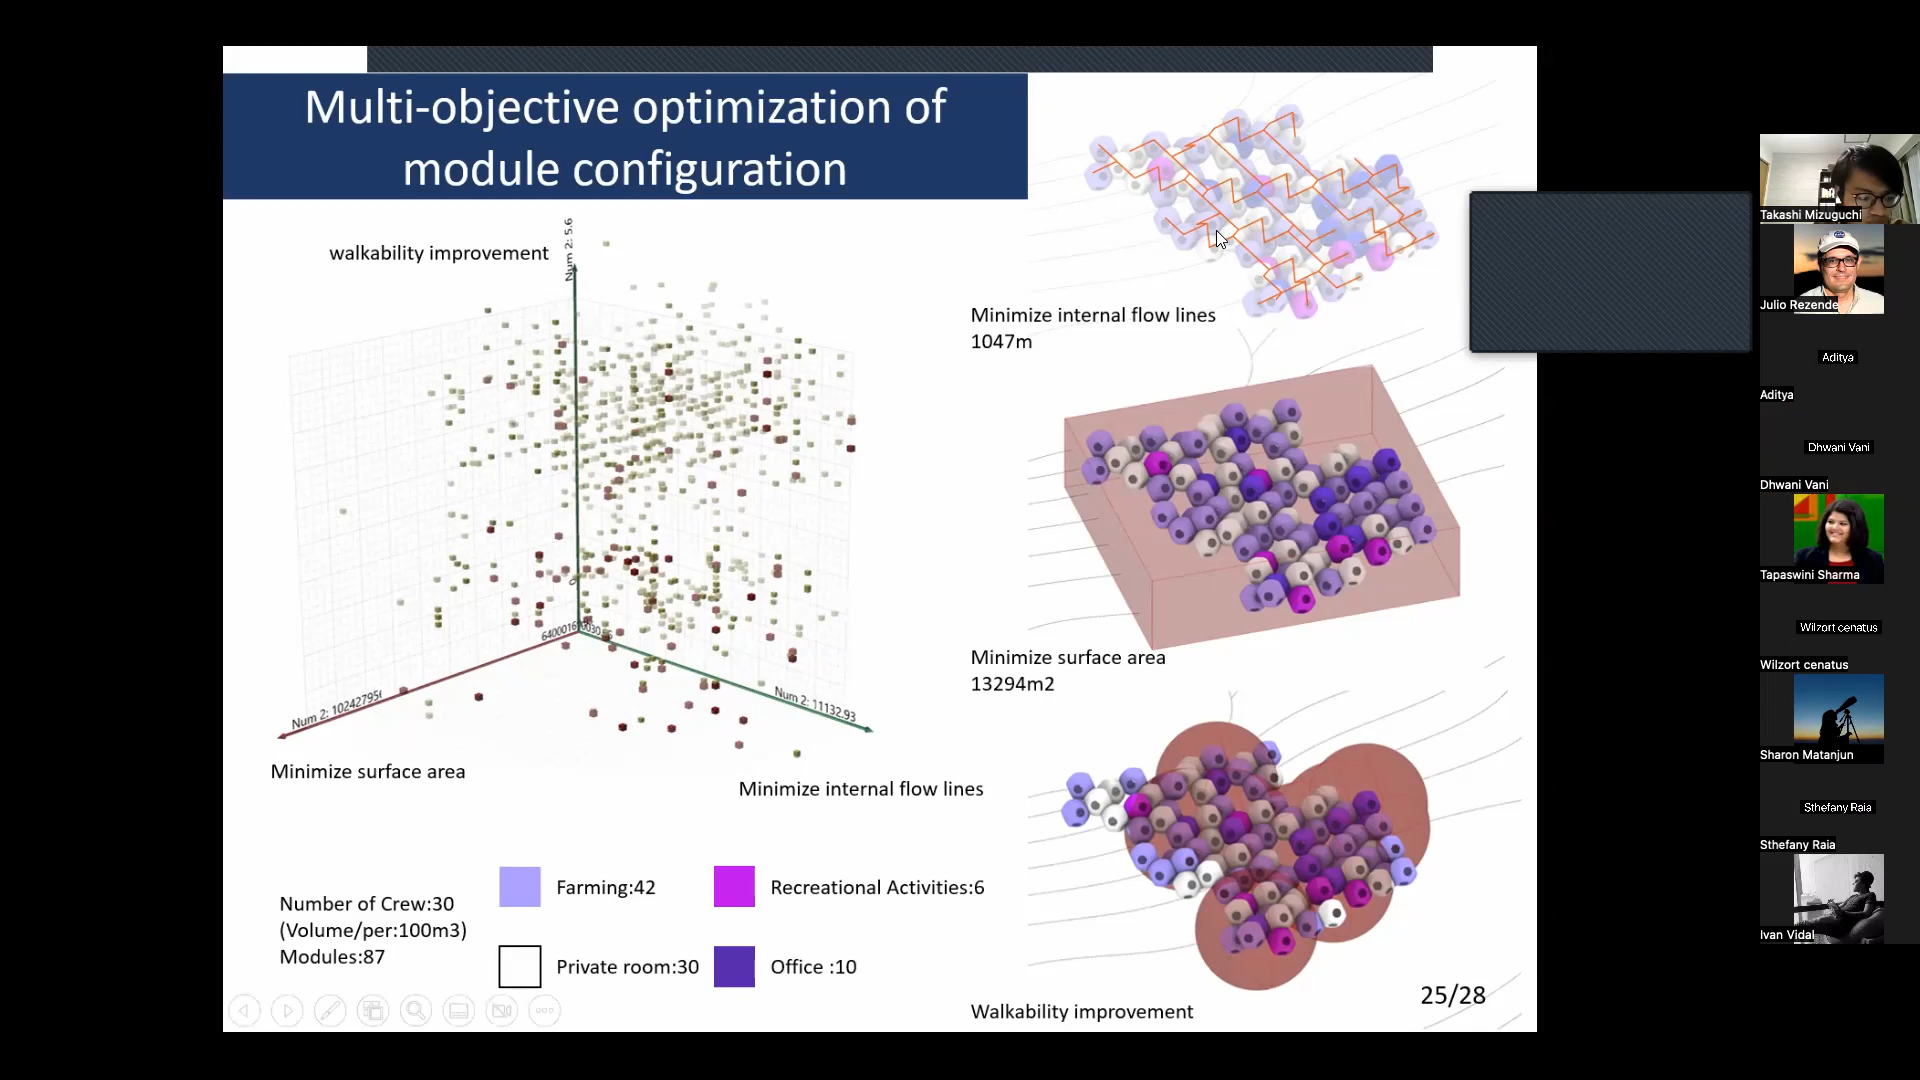 Multi-objective optimization of
module configuration
walkability improvement
Num 2: 5.6
Num 2: 11132.93
Minimize surface area
Minimize internal flow lines
Number of Crew:30
(Volume/per:100m3)
Modules:87
Farming:42
Recreational Activities:6
Private room:30
Office :10
Minimize internal flow lines
1047m
Minimize surface area
13294m2
Walkability improvement
25/28
Takashi Mizuguchi
Julio Rezende
Aditya
Aditya
Dhwani Vani
Dhwani Vani
Tapaswini Sharma
Wilzort cenatus
Wilzort cenatus
Sharon Matanjun
Sthefany Raia
Sthefany Raia
Ivan Vidal